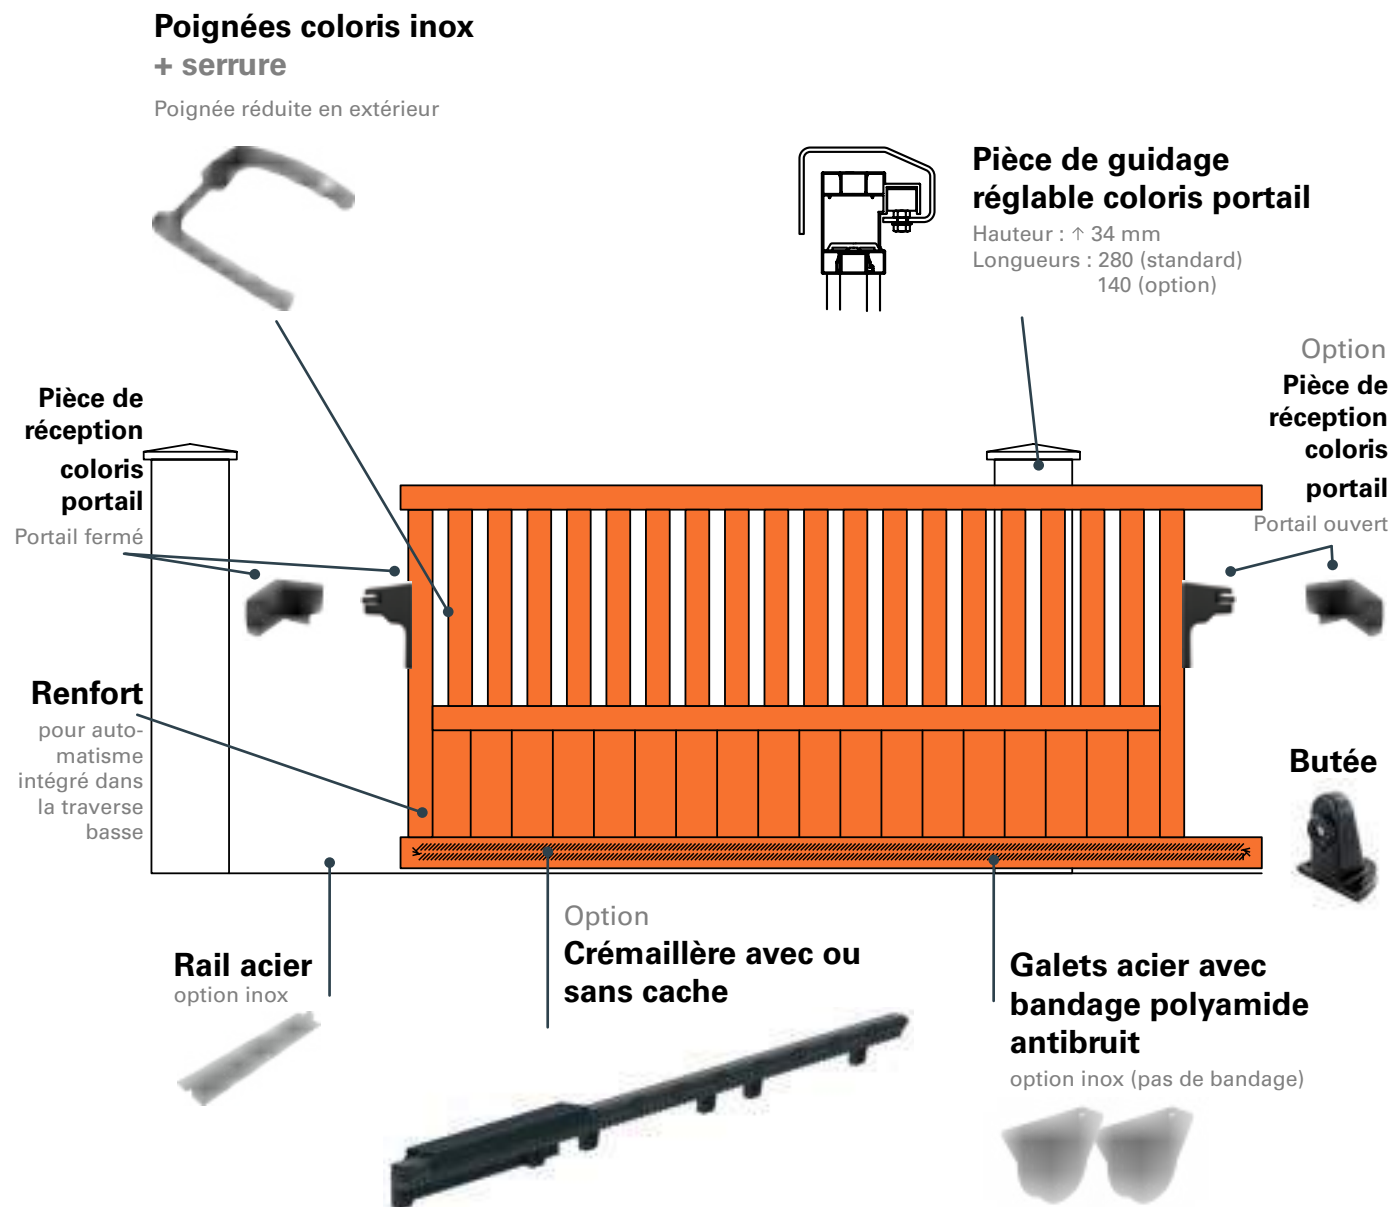 Poignées coloris inox
+ serrure
Poignée réduite en extérieur
Pièce de guidage
réglable coloris portail
Hauteur : ↑ 34 mm
Longueurs : 280 (standard)
140 (option)
Option
Pièce de
réception
coloris
portail
Portail ouvert
Pièce de
réception
coloris
portail
Portail fermé
Renfort
pour auto-
matisme
intégré dans
la traverse
basse
Butée
Rail acier
option inox
Option
Crémaillère avec ou
sans cache
Galets acier avec
bandage polyamide
antibruit
option inox (pas de bandage)